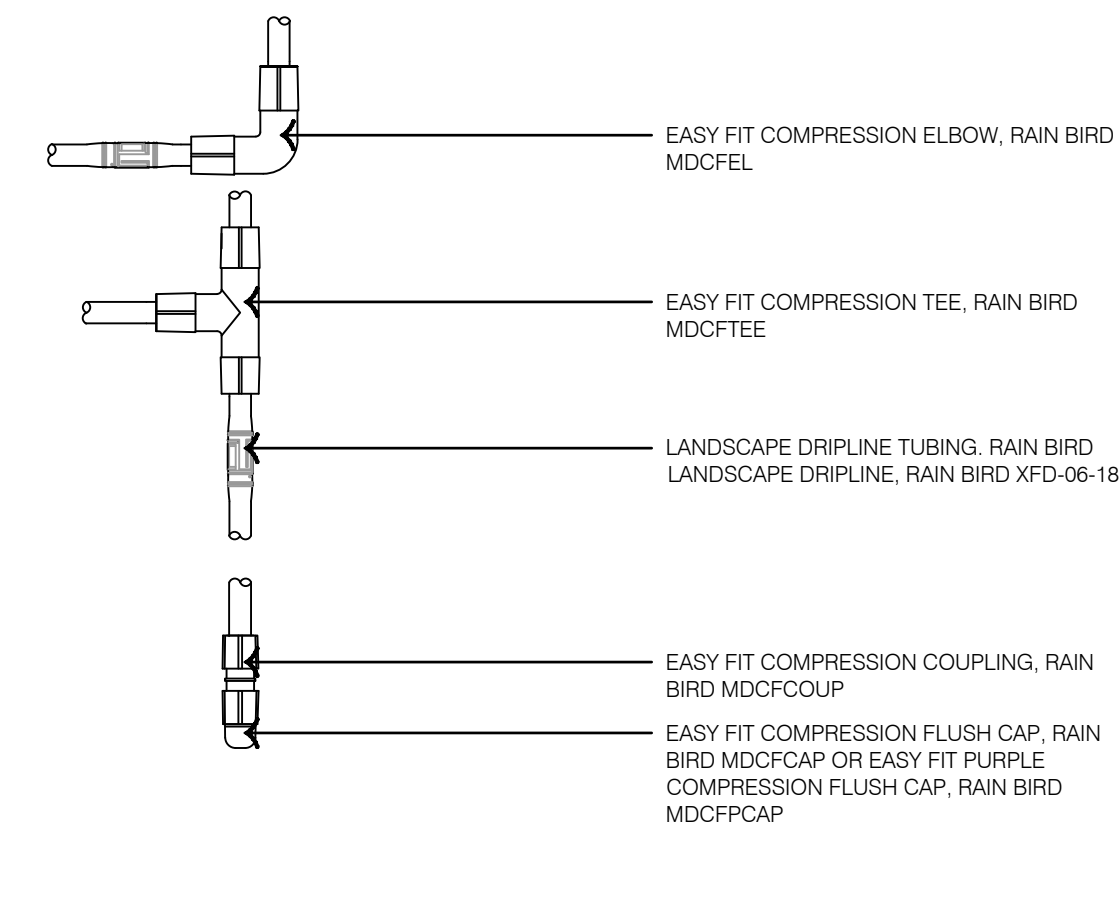 EASY FIT COMPRESSION ELBOW, RAIN BIRD
MDCFEL
EASY FIT COMPRESSION TEE, RAIN BIRD
MDCFTEE
LANDSCAPE DRIPLINE TUBING. RAIN BIRD
LANDSCAPE DRIPLINE, RAIN BIRD XFD-06-18
EASY FIT COMPRESSION COUPLING, RAIN
BIRD MDCFCOUP
EASY FIT COMPRESSION FLUSH CAP, RAIN
BIRD MDCFCAP OR EASY FIT PURPLE
COMPRESSION FLUSH CAP, RAIN BIRD
MDCFPCAP